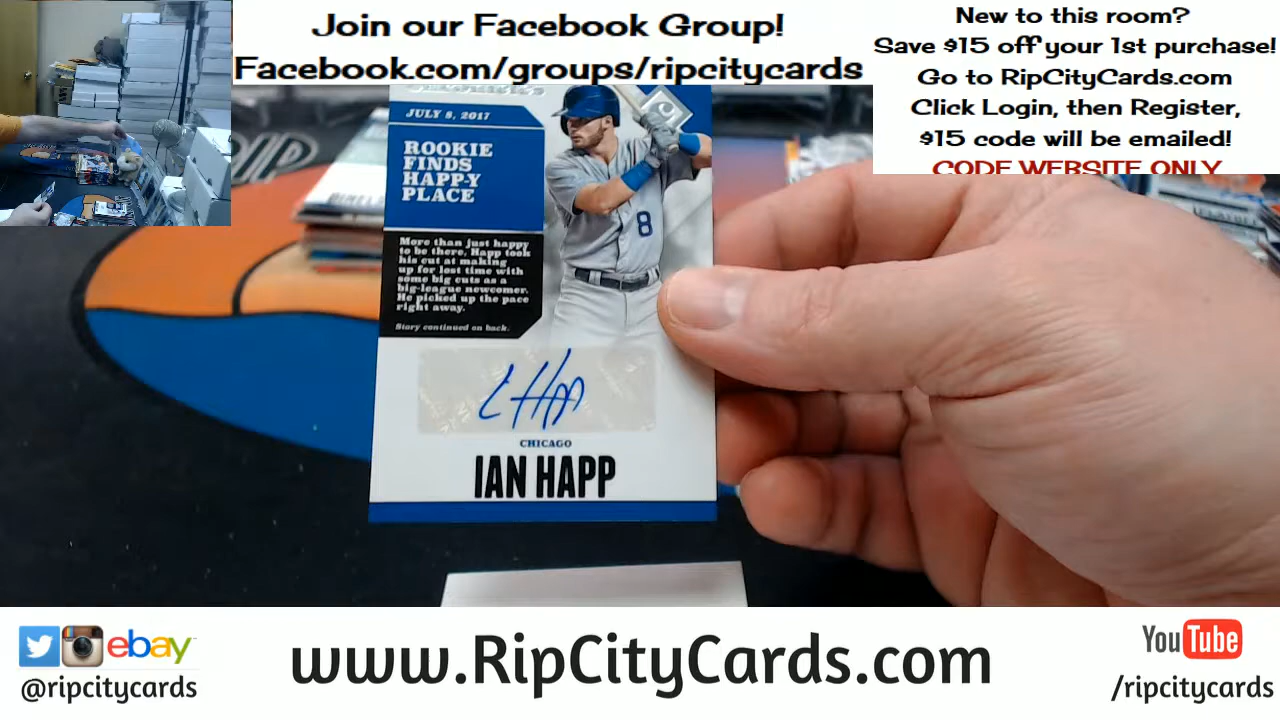 Join our Facebook Group!
Facebook.com/groups/ripcitycards
New to this room?
Save $15 off your 1st purchase!
Go to RipCityCards.com
Click Login, then Register,
$15 code will be emailed!
CODE WEBSITE ONLY
JULY 8, 2017
ROOKIE
FINDS
HAPP-Y
PLACE
8
More than just happy
to be there, Happ took
his cut at making
up for lost time with
some big cuts as a
big-league newcomer.
He picked up the pace
right away.
Story continued on back.
CHICAGO
IAN HAPP
ebay
@ripcitycards
www.RipCityCards.com
YouTube
/ripcitycards